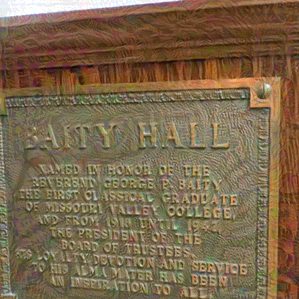 BAITY HALL
NAMED IN HONOR OF THE
REVEREND GEORGE P. BAITY
THE FIRST CLASSICAL GRADUATE
OF MISSOURI VALLEY COLLEGE,
AND FROM UNTIL
THE PRESIDENT OF THE
BOARD OF TRUSTEES.
LOYALTY, DEVOTION AND SERVICE
TO HIS ALMA MATER HAS BEEN
AN INSPIRATION TO ALL